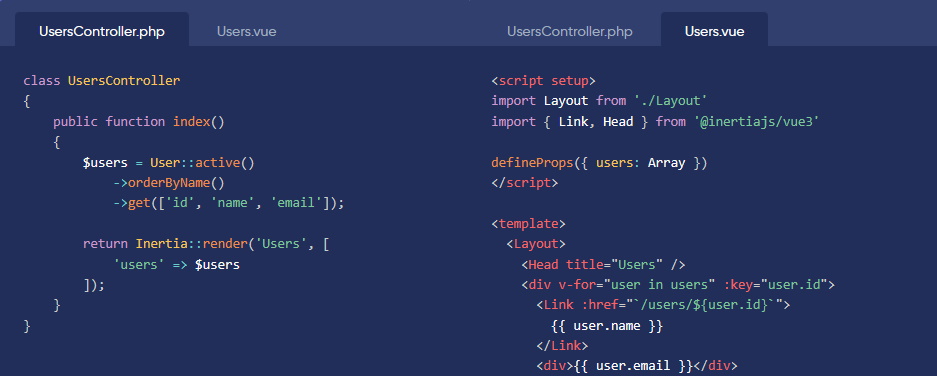 UsersController.php Users.vue
class UsersController
{
    public function index()
    {
        $users = User::active()
            ->orderByName()
            ->get(['id', 'name', 'email']);

        return Inertia::render('Users', [
            'users' => $users
        ]);
    }
}
UsersController.php Users.vue
<script setup>
import Layout from './Layout'
import { Link, Head } from '@inertiajs/vue3'

defineProps({ users: Array })
</script>

<template>
  <Layout>
    <Head title="Users" />
    <div v-for="user in users" :key="user.id">
      <Link :href="`/users/${user.id}`">
        {{ user.name }}
      </Link>
      <div>{{ user.email }}</div>